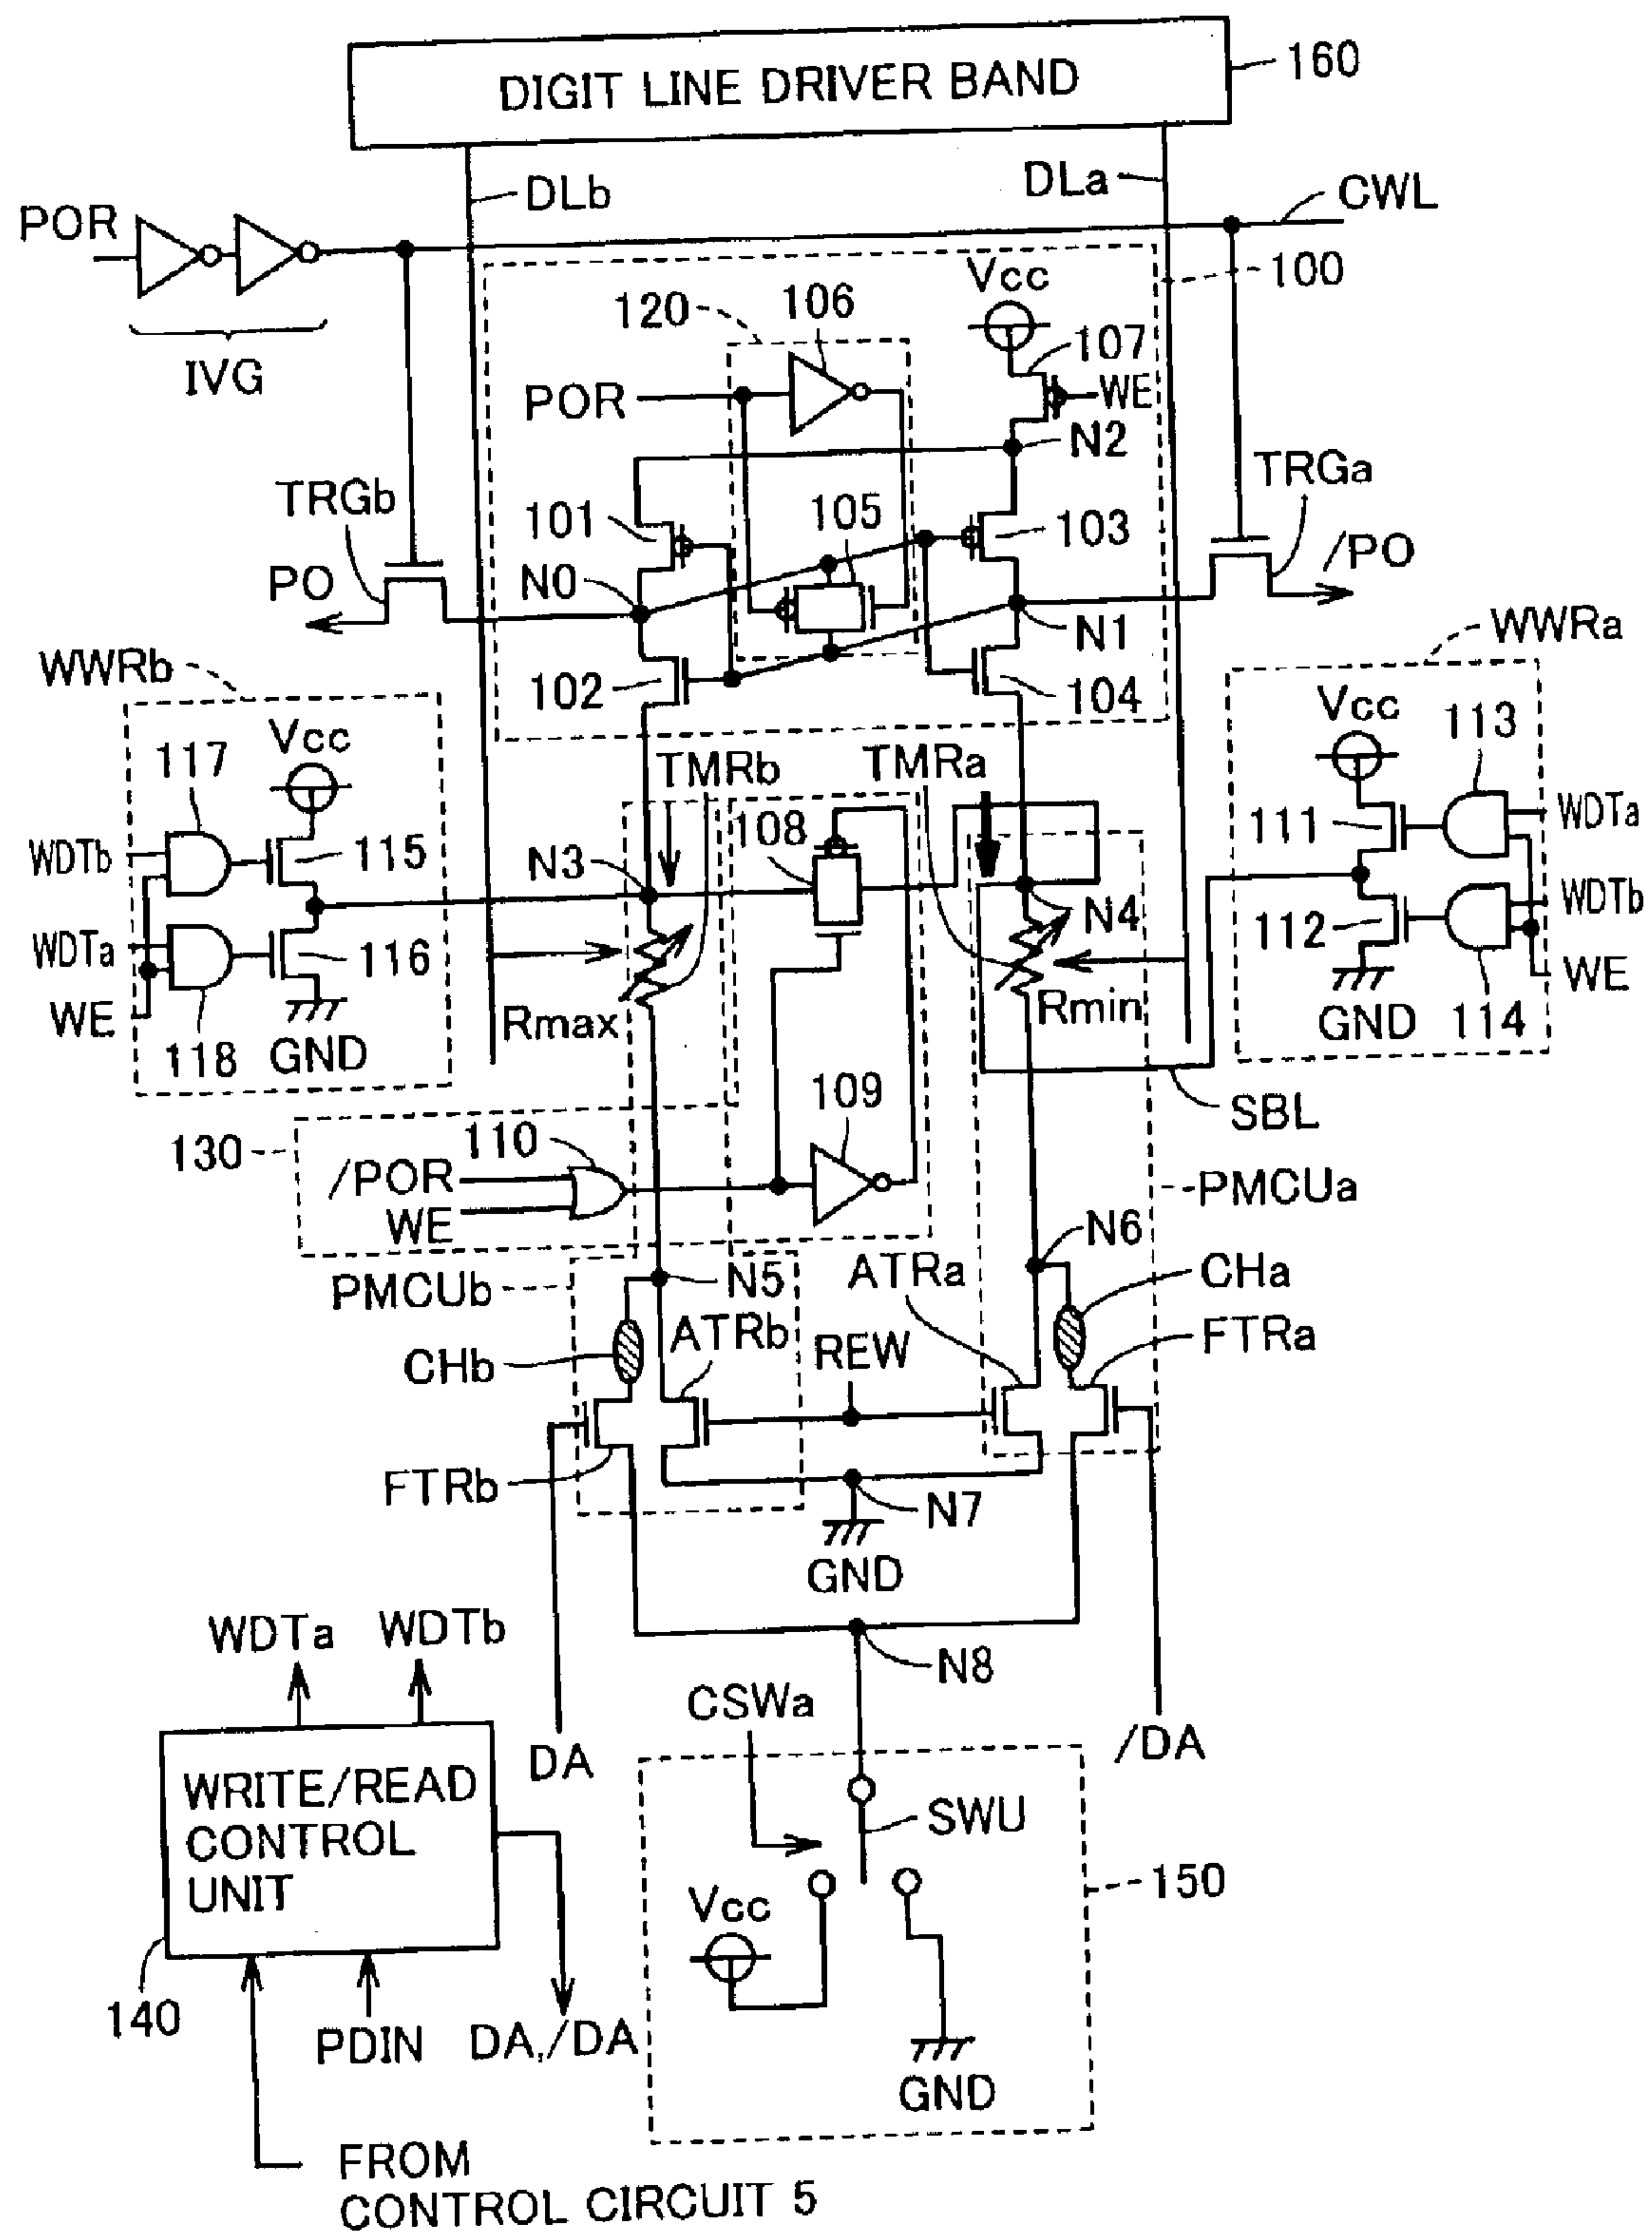 DIGIT LINE DRIVER BAND
160
DLb
DLa
CWL
POR
IVG
100
Vcc
120
106
107
POR
WE
N2
TRGb
TRGa
101
105
103
PO
N0
/PO
N1
WWRb
WWRa
102
104
Vcc
117
TMRb
TMRa
Vcc
113
108
WDTb
115
N3
111
WDTa
N4
WDTb
WDTa
116
112
WE
Rmax
Rmin
WE
118
GND
GND
114
109
SBL
130
110
/POR
WE
PMCUa
N6
PMCUb
N5
ATRa
CHa
ATRb
REW
FTRa
CHb
FTRb
N7
GND
WDTa
WDTb
N8
CSWa
DA
/DA
WRITE/READ
CONTROL
UNIT
SWU
150
Vcc
140
PDIN
DA,/DA
GND
FROM
CONTROL CIRCUIT 5